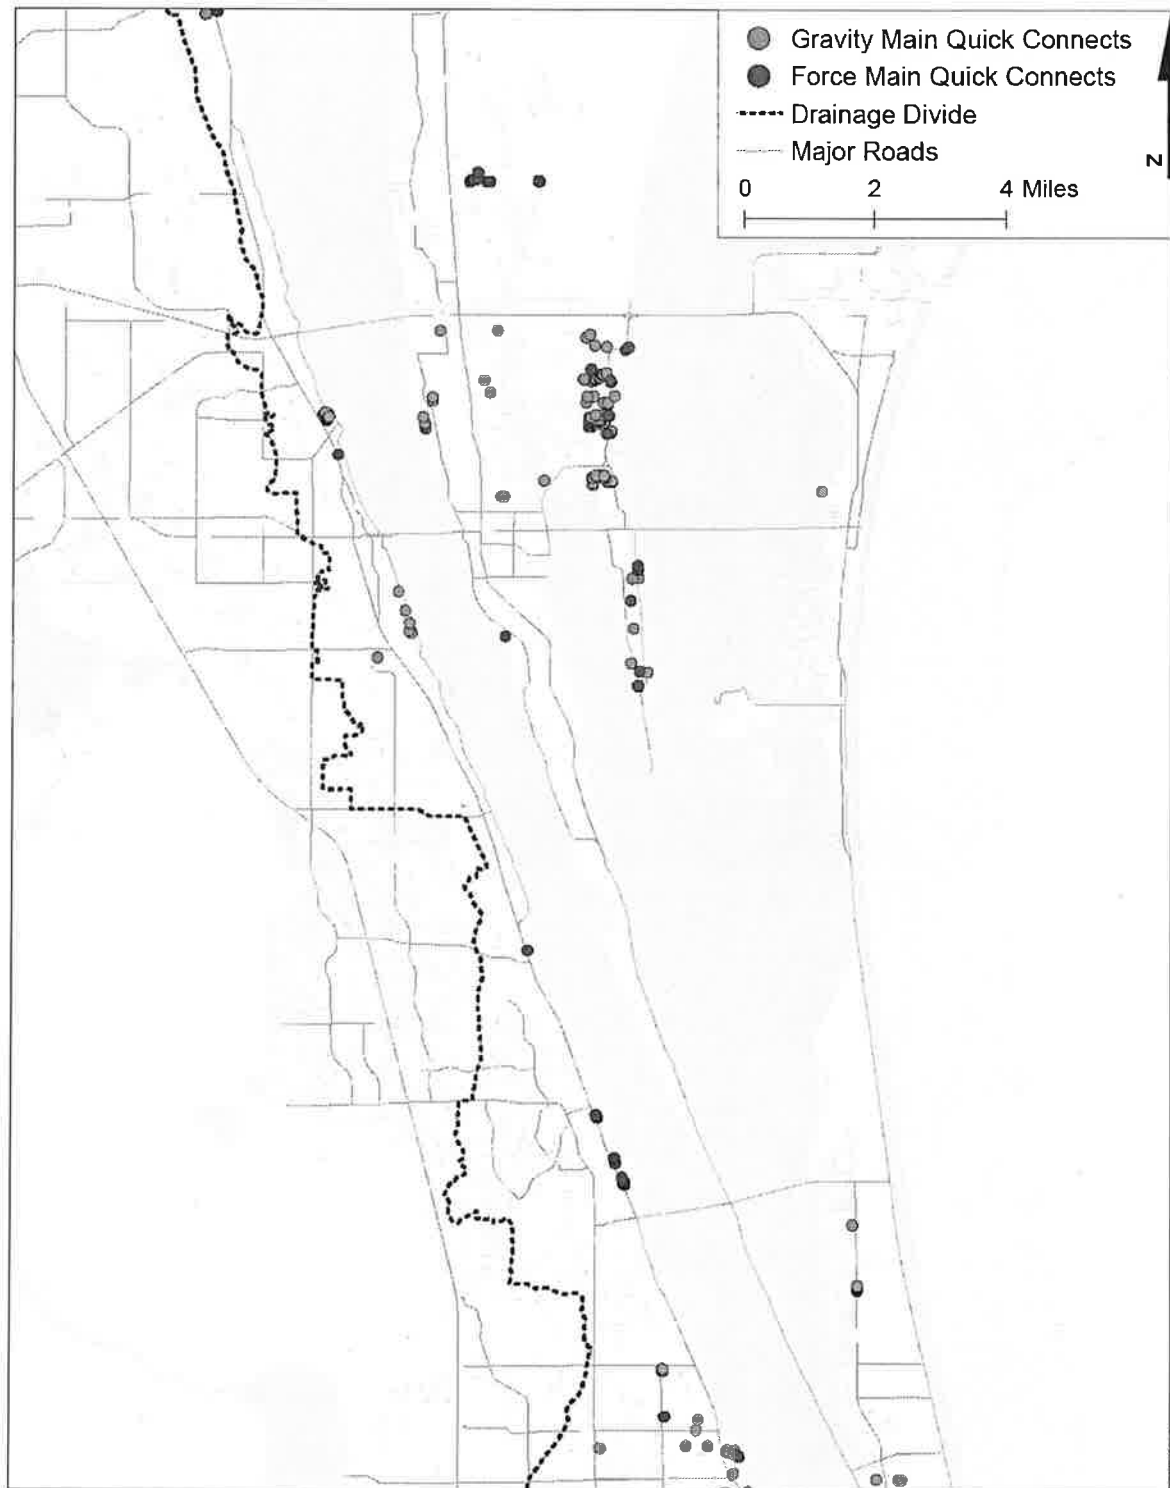 Gravity Main Quick Connects
Force Main Quick Connects
Drainage Divide
Major Roads
0 2 4 Miles
N